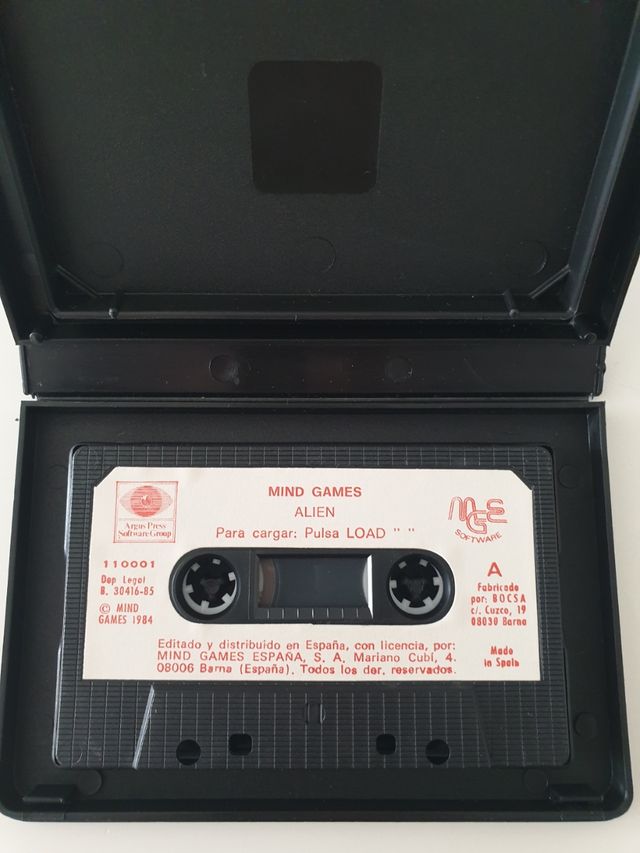 MIND GAMES
ALIEN
Para cargar: Pulsa LOAD " "
Argus Press
Software Group
MGE
SOFTWARE
110001
Dep Legal
B. 30416-85
© MIND
GAMES 1984
A
Fabricado
por: BOCSA
c/. Cuzco, 19
08030 Barna
Made
in Spain
Editado y distribuido en España, con licencia, por:
MIND GAMES ESPAÑA, S. A. Mariano Cubí, 4.
08006 Barna (España). Todos los der. reservados.